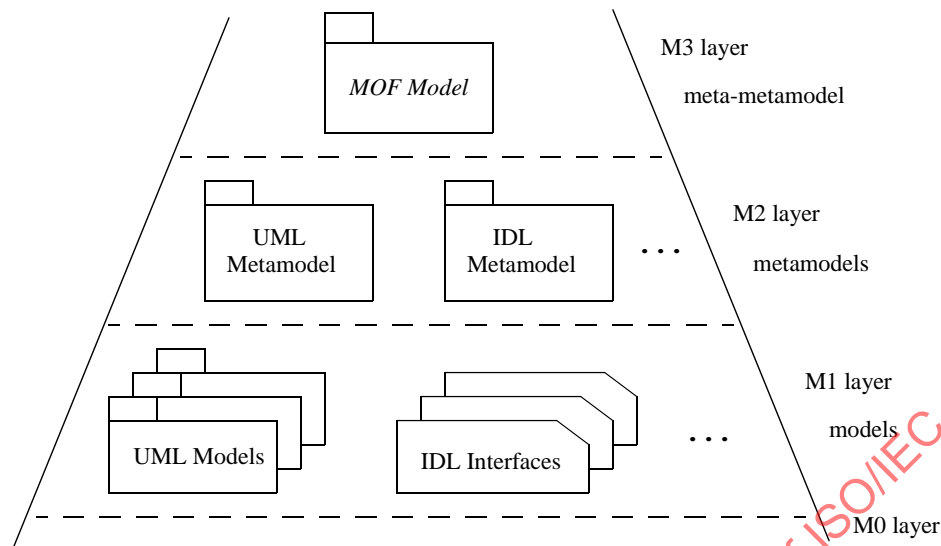 MOF Model
M3 layer
meta-metamodel
UML
Metamodel
IDL
Metamodel
...
M2 layer
metamodels
UML Models
IDL Interfaces
...
M1 layer
models
M0 layer
ISO/IEC